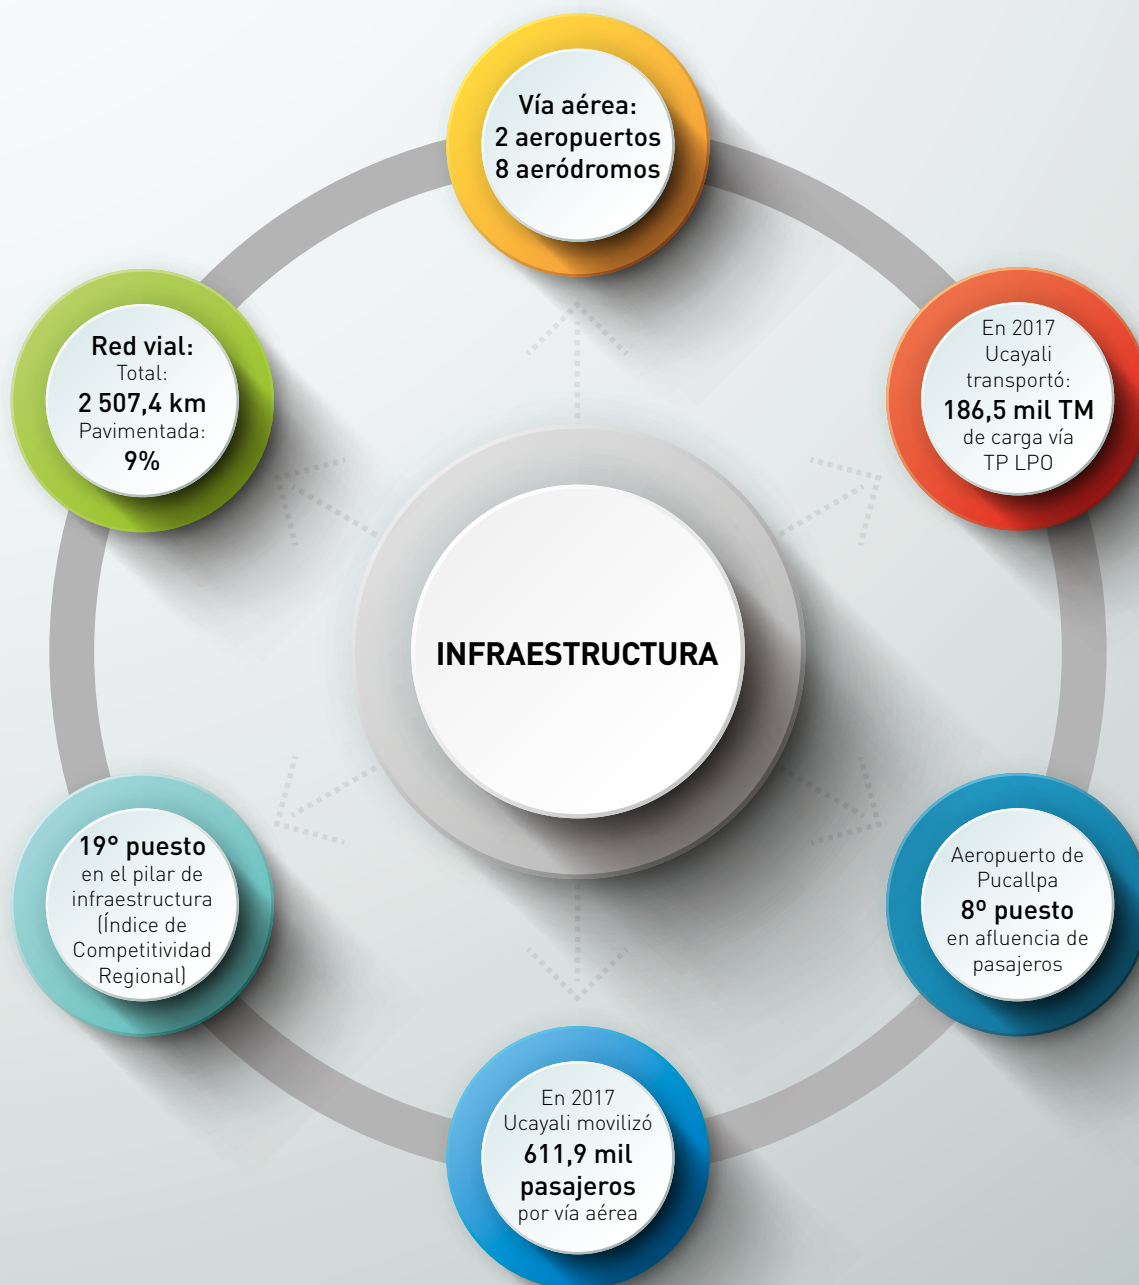 Vía aérea:
2 aeropuertos
8 aeródromos
En 2017
Ucayali
transportó:
186,5 mil TM
de carga vía
TP LPO
Red vial:
Total:
2 507,4 km
Pavimentada:
9%
INFRAESTRUCTURA
19° puesto
en el pilar de
infraestructura
(Índice de
Competitividad
Regional)
Aeropuerto de
Pucallpa
8º puesto
en afluencia de
pasajeros
En 2017
Ucayali movilizó
611,9 mil
pasajeros
por vía aérea